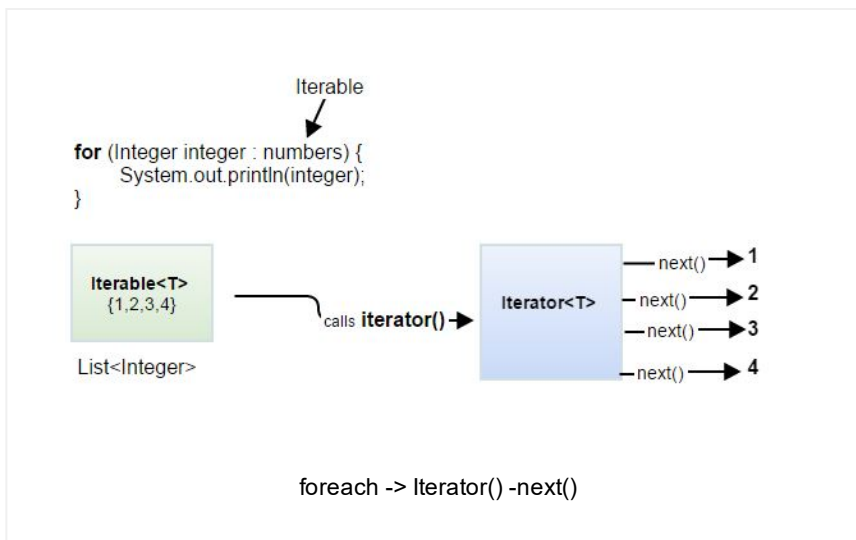 Iterable
for (Integer integer : numbers) {
System.out.println(integer);
}
Iterable<T>
{1,2,3,4}
List<Integer>
calls iterator()
Iterator<T>
next() 1
next() 2
next() 3
next() 4
foreach -> Iterator() -next()